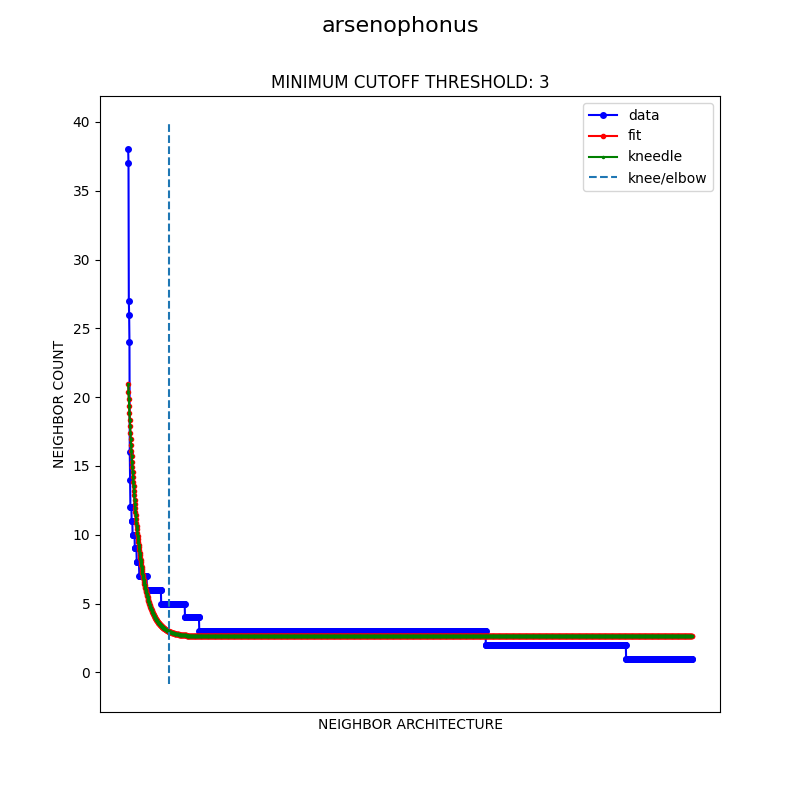 arsenophonus
MINIMUM CUTOFF THRESHOLD: 3
data
fit
kneedle
knee/elbow
40
35
30
25
20
15
10
5
0
NEIGHBOR COUNT
NEIGHBOR ARCHITECTURE